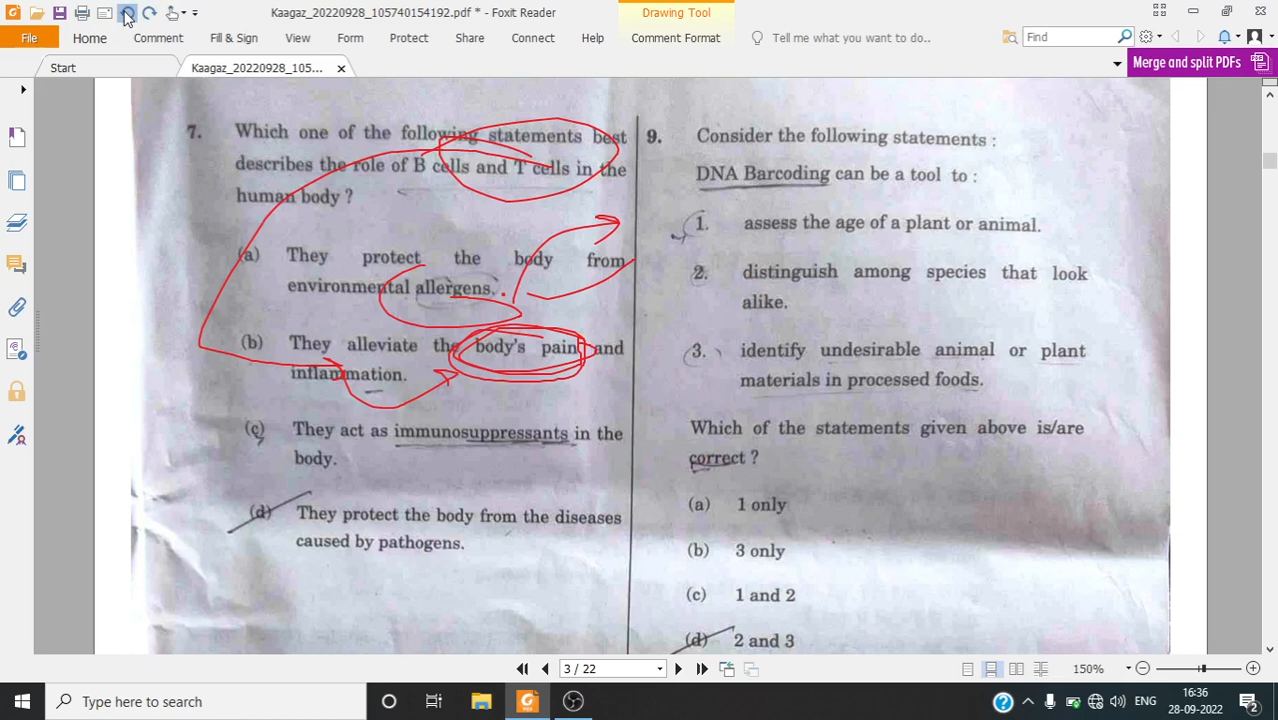 Kaagaz_20220928_105740154192.pdf * - Foxit Reader
Drawing Tool
File
Home
Comment
Fill & Sign
View
Form
Protect
Share
Connect
Help
Comment Format
Tell me what you want to do..
Find
Start
Kaagaz_20220928_105...
Merge and split PDFs
7. Which one of the following statements best
describes the role of B cells and T cells in the
human body ?
(a) They protect the body from
environmental allergens.
(b) They alleviate the body's pain and
inflammation.
(c) They act as immunosuppressants in the
body.
(d) They protect the body from the diseases
caused by pathogens.
9. Consider the following statements :
DNA Barcoding can be a tool to :
1. assess the age of a plant or animal.
2. distinguish among species that look
alike.
3. identify undesirable animal or plant
materials in processed foods.
Which of the statements given above is/are
correct ?
(a) 1 only
(b) 3 only
(c) 1 and 2
(d) 2 and 3
3 / 22
150%
Type here to search
ENG
16:36
28-09-2022
2